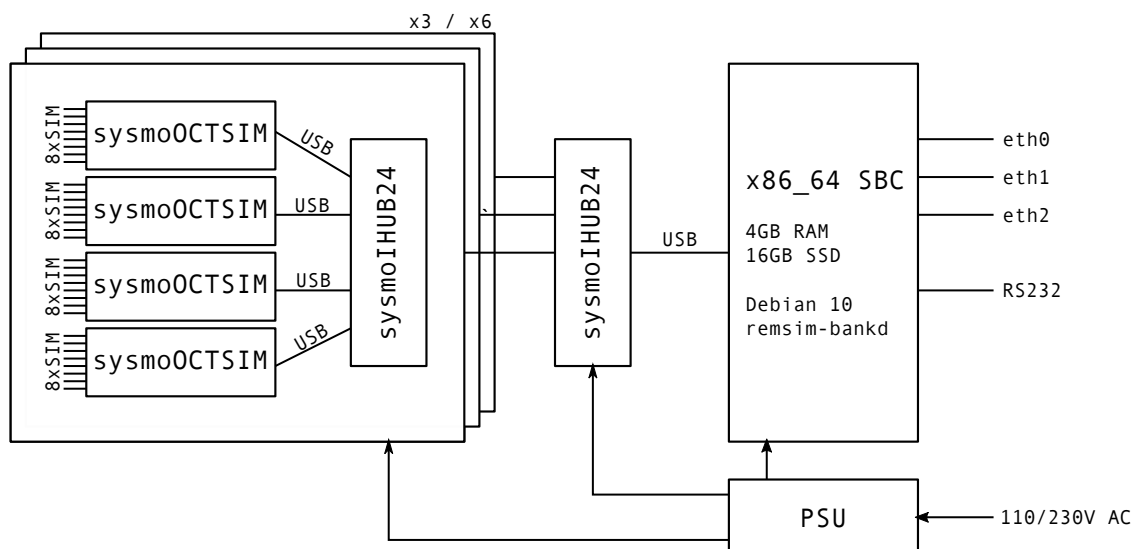 x3 / x6
8xSIM
sysmoOCTSIM
USB
8xSIM
sysmoOCTSIM
USB
8xSIM
sysmoOCTSIM
USB
8xSIM
sysmoOCTSIM
USB
sysmoIHUB24
`
sysmoIHUB24
USB
x86_64 SBC
4GB RAM
16GB SSD
Debian 10
remsim-bankd
eth0
eth1
eth2
RS232
PSU
110/230V AC